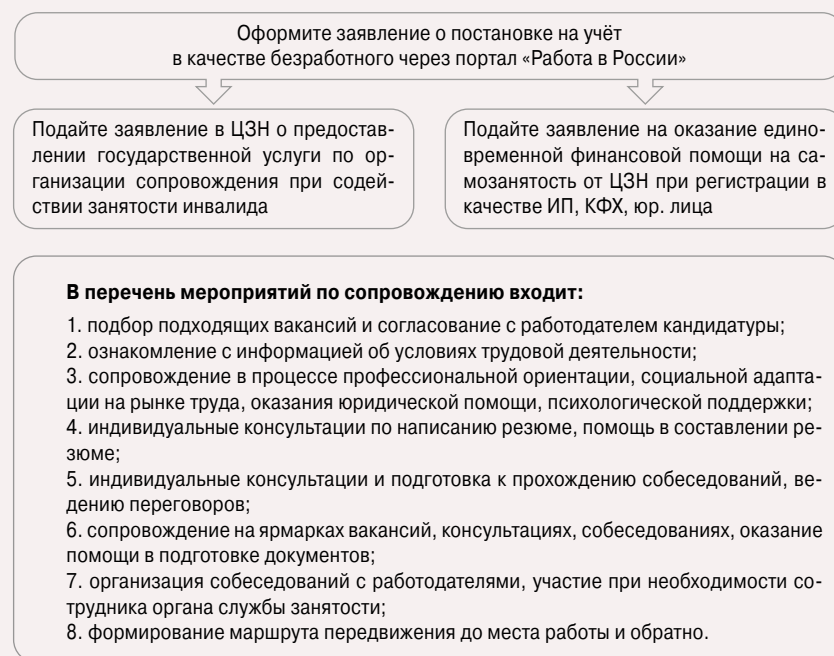 Оформите заявление о постановке на учёт
в качестве безработного через портал «Работа в России»
Подайте заявление в ЦЗН о предостав-
лении государственной услуги по ор-
ганизации сопровождения при содей-
ствии занятости инвалида
Подайте заявление на оказание едино-
временной финансовой помощи на са-
мозанятость от ЦЗН при регистрации в
качестве ИП, КФХ, юр. лица
В перечень мероприятий по сопровождению входит:
1. подбор подходящих вакансий и согласование с работодателем кандидатуры;
2. ознакомление с информацией об условиях трудовой деятельности;
3. сопровождение в процессе профессиональной ориентации, социальной адапта-
ции на рынке труда, оказания юридической помощи, психологической поддержки;
4. индивидуальные консультации по написанию резюме, помощь в составлении ре-
зюме;
5. индивидуальные консультации и подготовка к прохождению собеседований, ве-
дению переговоров;
6. сопровождение на ярмарках вакансий, консультациях, собеседованиях, оказание
помощи в подготовке документов;
7. организация собеседований с работодателями, участие при необходимости со-
трудника органа службы занятости;
8. формирование маршрута передвижения до места работы и обратно.